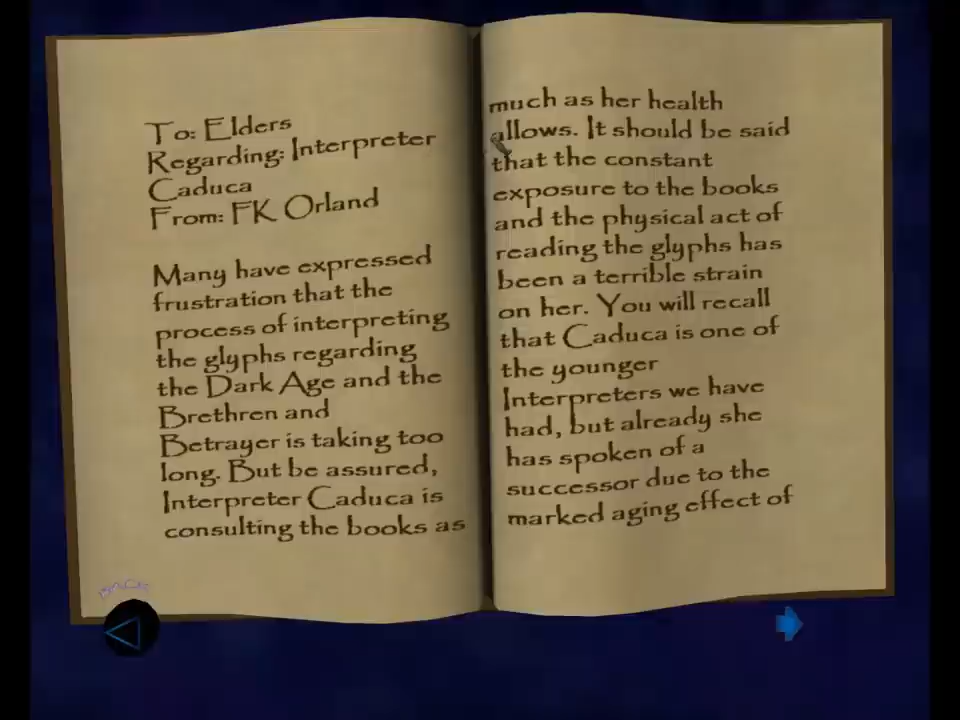 To: Elders
Regarding: Interpreter
Caduca
From: FK Orland
Many have expressed
frustration that the
process of interpreting
the glyphs regarding
the Dark Age and the
Brethren and
Betrayer is taking too
long. But be assured,
Interpreter Caduca is
consulting the books as
much as her health
allows. It should be said
that the constant
exposure to the books
and the physical act of
reading the glyphs has
been a terrible strain
on her. You will recall
that Caduca is one of
the younger
Interpreters we have
had, but already she
has spoken of a
successor due to the
marked aging effect of
BACK